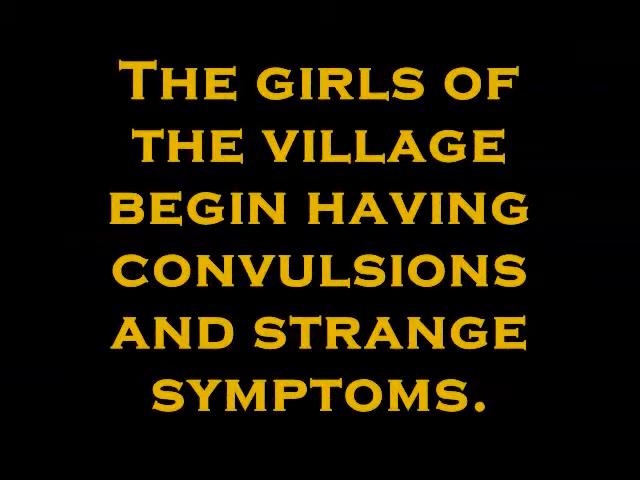 The girls of
the village
begin having
convulsions
and strange
symptoms.